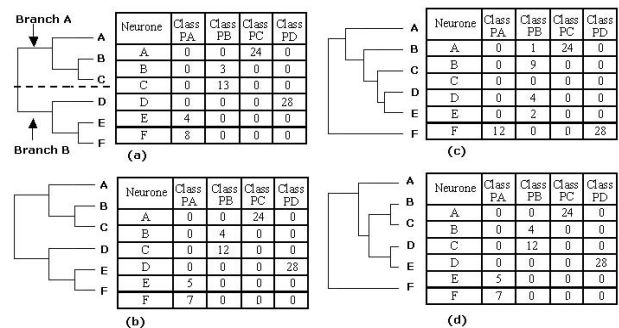 Branch A
A
B
C
D
E
F
Branch B
Neurone Class PA Class PB Class PC Class PD
A 0 0 24 0
B 0 3 0 0
C 0 13 0 0
D 0 0 0 28
E 4 0 0 0
F 8 0 0 0
(a)
A
B
C
D
E
F
Neurone Class PA Class PB Class PC Class PD
A 0 1 24 0
B 0 9 0 0
C 0 0 0 0
D 0 4 0 0
E 0 2 0 0
F 12 0 0 28
(c)
A
B
C
D
E
F
Neurone Class PA Class PB Class PC Class PD
A 0 0 24 0
B 0 4 0 0
C 0 12 0 0
D 0 0 0 28
E 5 0 0 0
F 7 0 0 0
(b)
A
B
C
D
E
F
Neurone Class PA Class PB Class PC Class PD
A 0 0 24 0
B 0 4 0 0
C 0 12 0 0
D 0 0 0 28
E 5 0 0 0
F 7 0 0 0
(d)